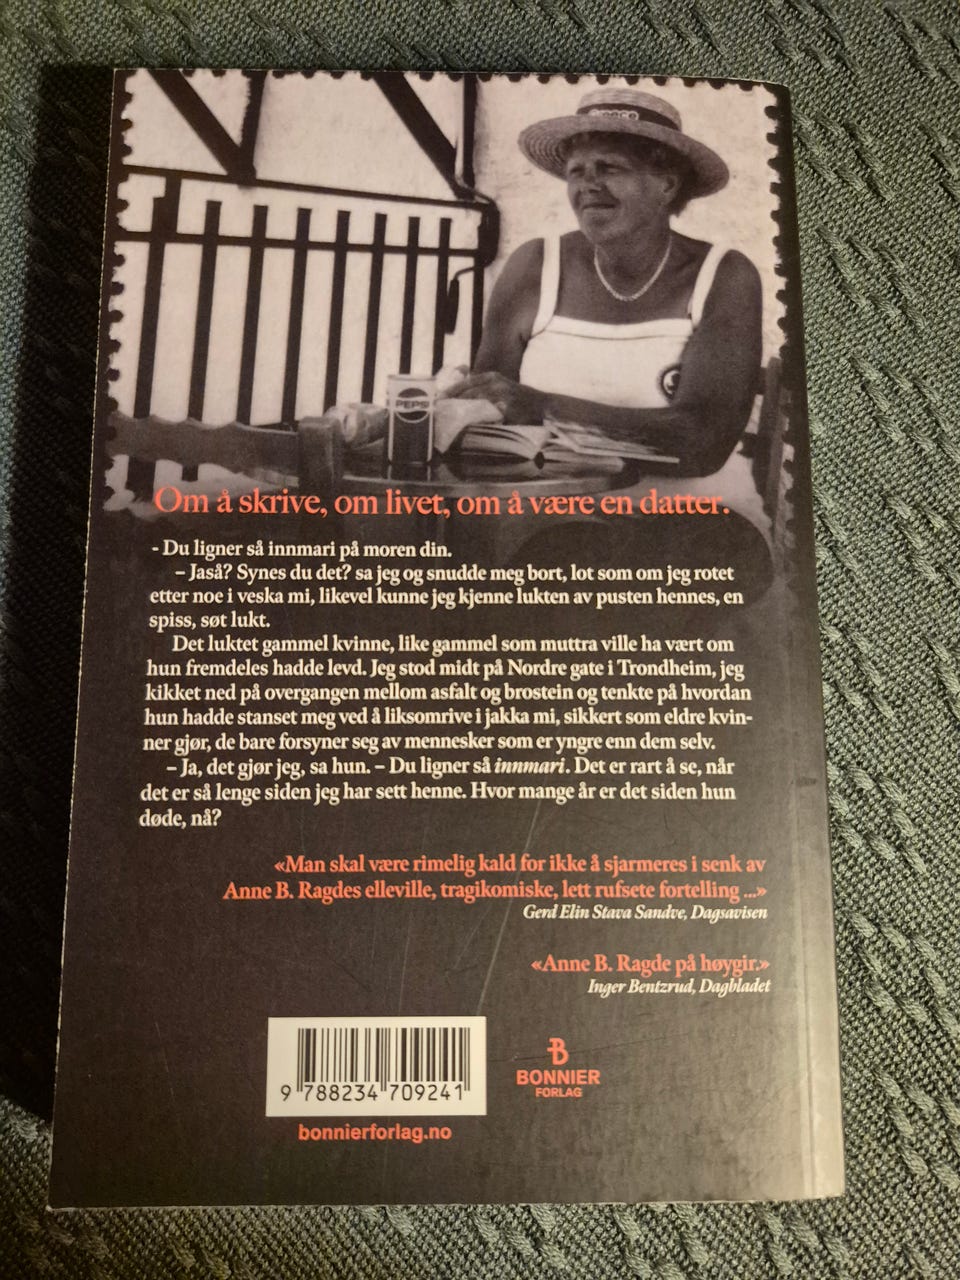 PEPSI
Om å skrive, om livet, om å være en datter.
- Du ligner så innmari på moren din.
– Jaså? Synes du det? sa jeg og snudde meg bort, lot som om jeg rotet
etter noe i veska mi, likevel kunne jeg kjenne lukten av pusten hennes, en
spiss, søt lukt.
Det luktet gammel kvinne, like gammel som muttra ville ha vært om
hun fremdeles hadde levd. Jeg stod midt på Nordre gate i Trondheim, jeg
kikket ned på overgangen mellom asfalt og brostein og tenkte på hvordan
hun hadde stanset meg ved å liksomrive i jakka mi, sikkert som eldre kvin-
ner gjør, de bare forsyner seg av mennesker som er yngre enn dem selv.
– Ja, det gjør jeg, sa hun. – Du ligner så innmari. Det er rart å se, når
det er så lenge siden jeg har sett henne. Hvor mange år er det siden hun
døde, nå?
«Man skal være rimelig kald for ikke å sjarmeres i senk av
Anne B. Ragdes elleville, tragikomiske, lett rufsete fortelling ...»
Gerd Elin Stava Sandve, Dagsavisen
«Anne B. Ragde på høygir.»
Inger Bentzrud, Dagbladet
9 788234 709241
B
BONNIER
FORLAG
bonnierforlag.no